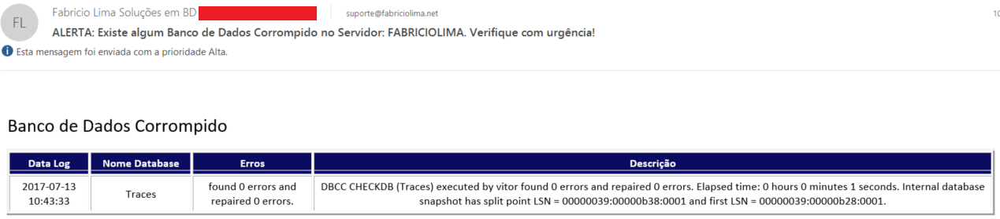 FL
Fabricio Lima Soluções em BD
suporte@fabriciolima.net
10
ALERTA: Existe algum Banco de Dados Corrompido no Servidor: FABRICIOLIMA. Verifique com urgência!
Esta mensagem foi enviada com a prioridade Alta.
Banco de Dados Corrompido
Data Log Nome Database Erros Descrição
2017-07-13 10:43:33
Traces
found 0 errors and
repaired 0 errors.
DBCC CHECKDB (Traces) executed by vitor found 0 errors and repaired 0 errors. Elapsed time: 0 hours 0 minutes 1 seconds. Internal database
snapshot has split point LSN = 00000039:00000b38:0001 and first LSN = 00000039:00000b28:0001.